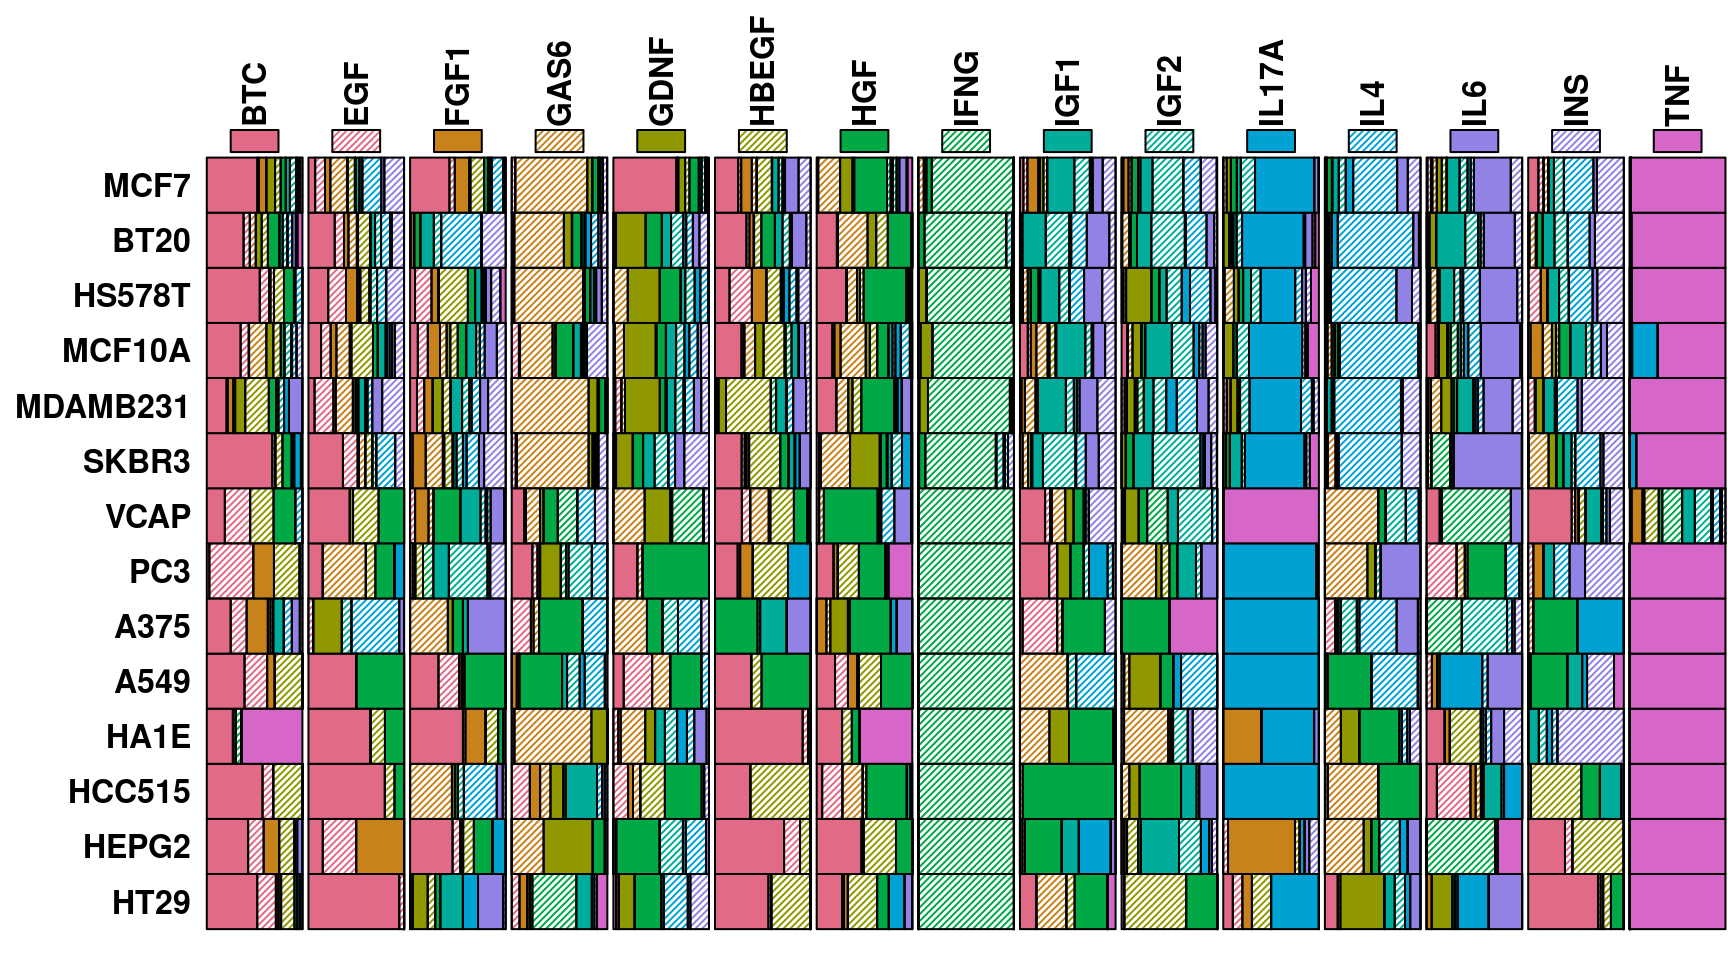 BTC
EGF
FGF1
GAS6
GDNF
HBEGF
HGF
IFNG
IGF1
IGF2
IL17A
IL4
IL6
INS
TNF
MCF7
BT20
HS578T
MCF10A
MDAMB231
SKBR3
VCAP
PC3
A375
A549
HA1E
HCC515
HEPG2
HT29